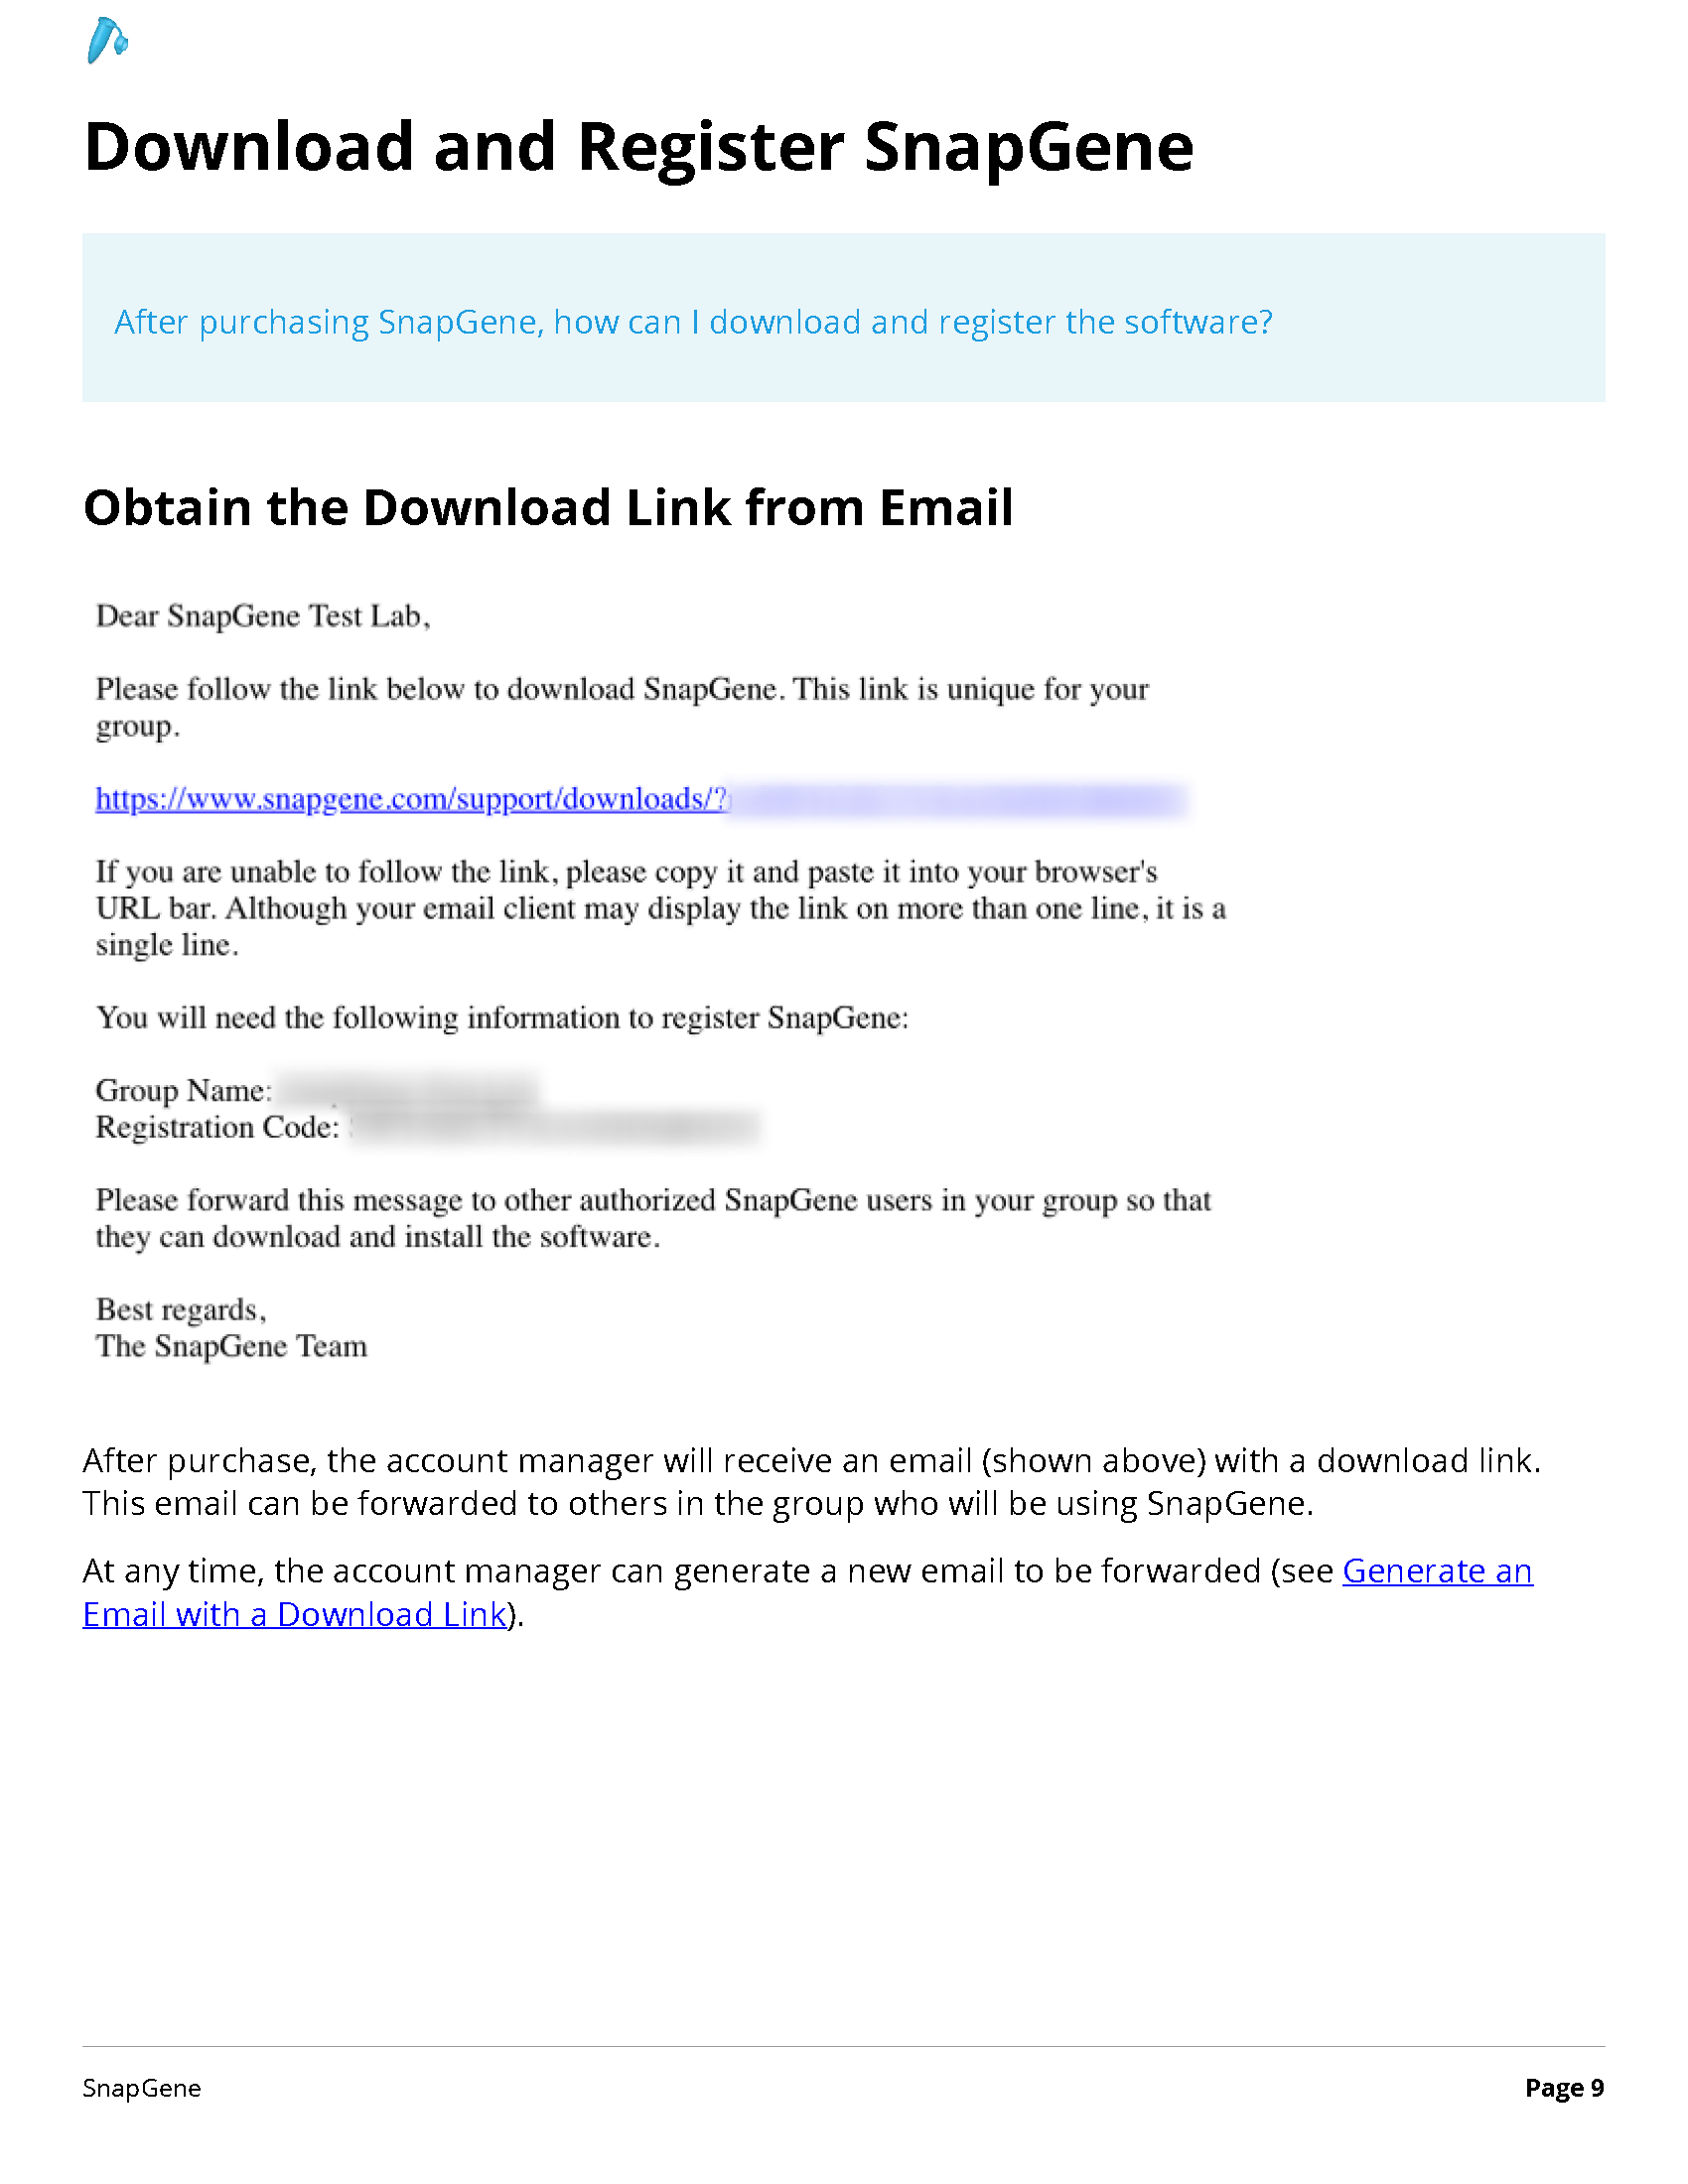 Download and Register SnapGene
After purchasing SnapGene, how can I download and register the software?
Obtain the Download Link from Email
Dear SnapGene Test Lab,
Please follow the link below to download SnapGene. This link is unique for your
group.
https://www.snapgene.com/support/downloads/?
If you are unable to follow the link, please copy it and paste it into your browser's
URL bar. Although your email client may display the link on more than one line, it is a
single line.
You will need the following information to register SnapGene:
Group Name:
Registration Code:
Please forward this message to other authorized SnapGene users in your group so that
they can download and install the software.
Best regards,
The SnapGene Team
After purchase, the account manager will receive an email (shown above) with a download link.
This email can be forwarded to others in the group who will be using SnapGene.
At any time, the account manager can generate a new email to be forwarded (see Generate an
Email with a Download Link).
SnapGene
Page 9